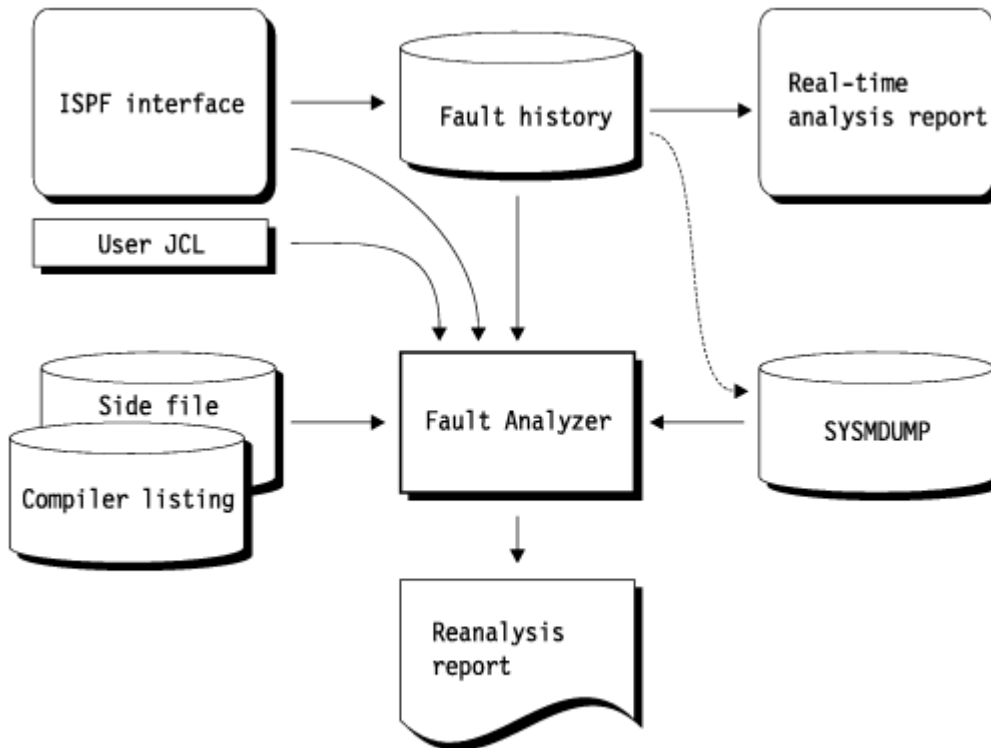 ISPF interface
Fault history
Real-time
analysis report
User JCL
Side file
Compiler listing
Fault Analyzer
SYSMDUMP
Reanalysis
report